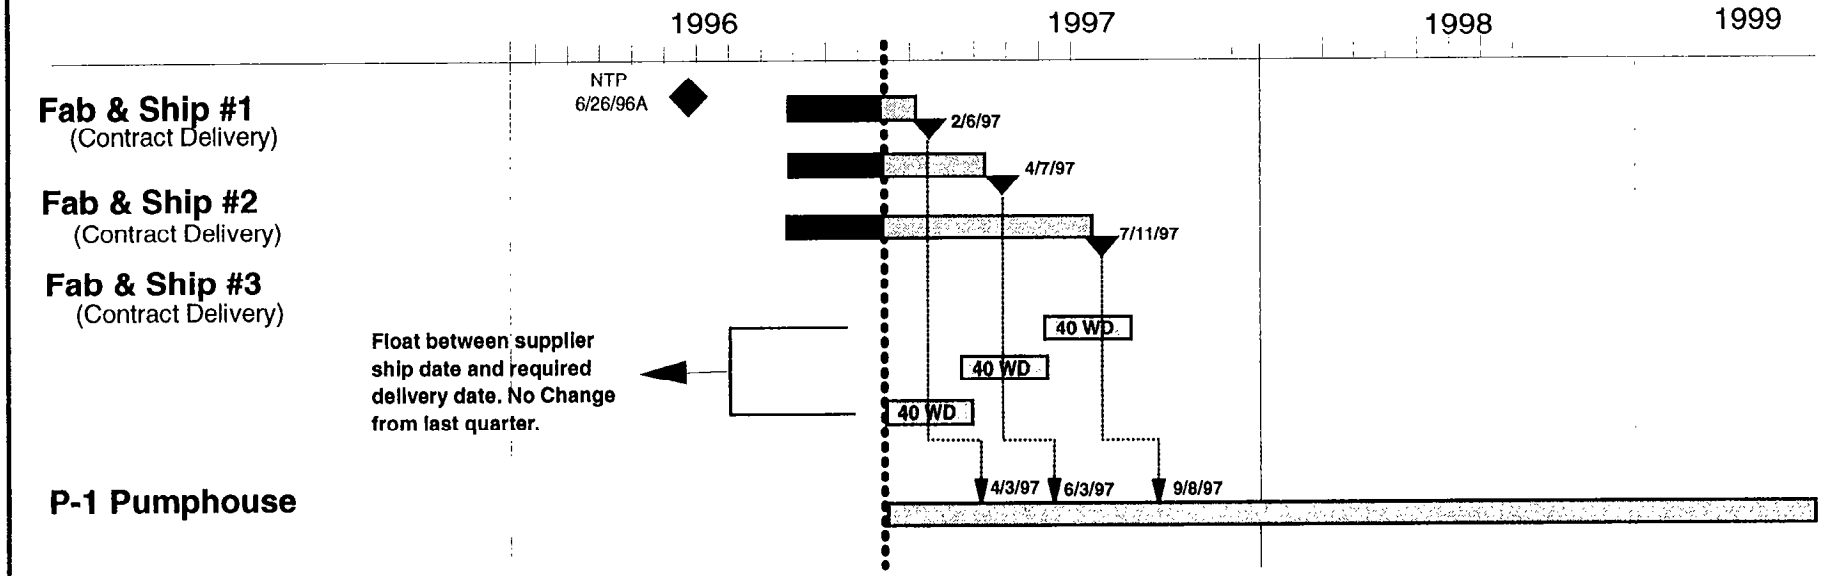 1996 1997 1998 1999
NTP
6/26/96A
Fab & Ship #1
(Contract Delivery)
2/6/97
4/7/97
Fab & Ship #2
(Contract Delivery)
7/11/97
Fab & Ship #3
(Contract Delivery)
40 WD
Float between supplier
ship date and required
delivery date. No Change
from last quarter.
40 WD
40 WD
4/3/97 6/3/97 9/8/97
P-1 Pumphouse